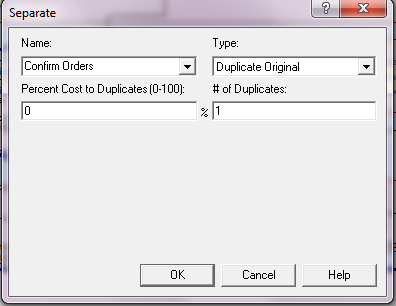 Separate
Name: Type:
Confirm Orders Duplicate Original
Percent Cost to Duplicates (0-100): # of Duplicates:
0 % 1
OK Cancel Help